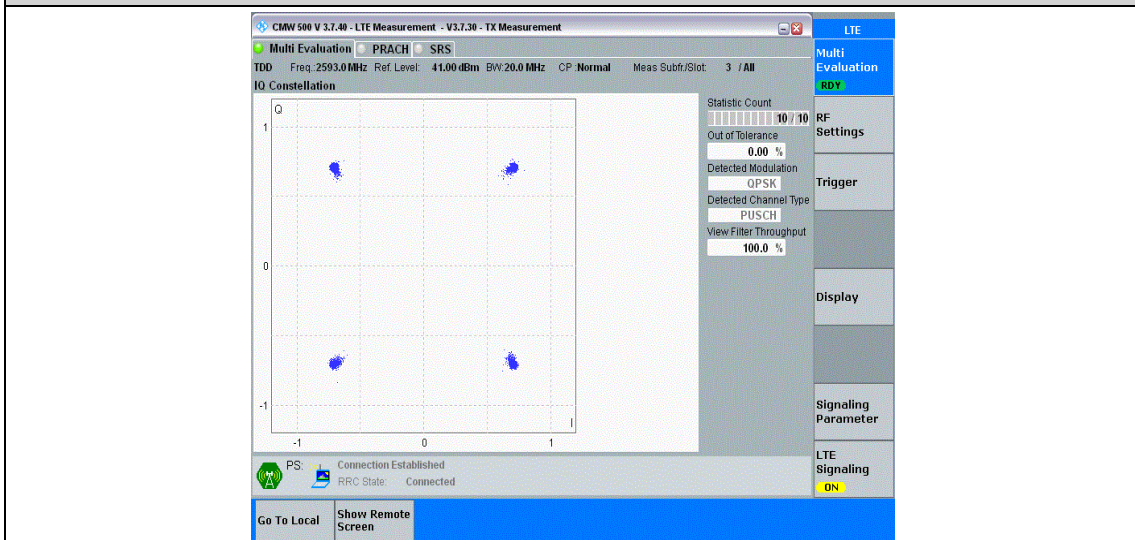 CMW 500 V 3.7.40 - LTE Measurement - V3.7.30 - TX Measurement
Multi Evaluation PRACH SRS
TDD Freq.:2593.0 MHz Ref. Level: 41.00 dBm BW:20.0 MHz CP :Normal Meas Subfr./Slot: 3 / All
IQ Constellation
Q
1
0
-1
-1 0 1
I
Statistic Count
10 / 10
Out of Tolerance
0.00 %
Detected Modulation
QPSK
Detected Channel Type
PUSCH
View Filter Throughput
100.0 %
PS: Connection Established
RRC State: Connected
Go To Local
Show Remote
Screen
LTE
Multi
Evaluation
RDY
RF
Settings
Trigger
Display
Signaling
Parameter
LTE
Signaling
ON